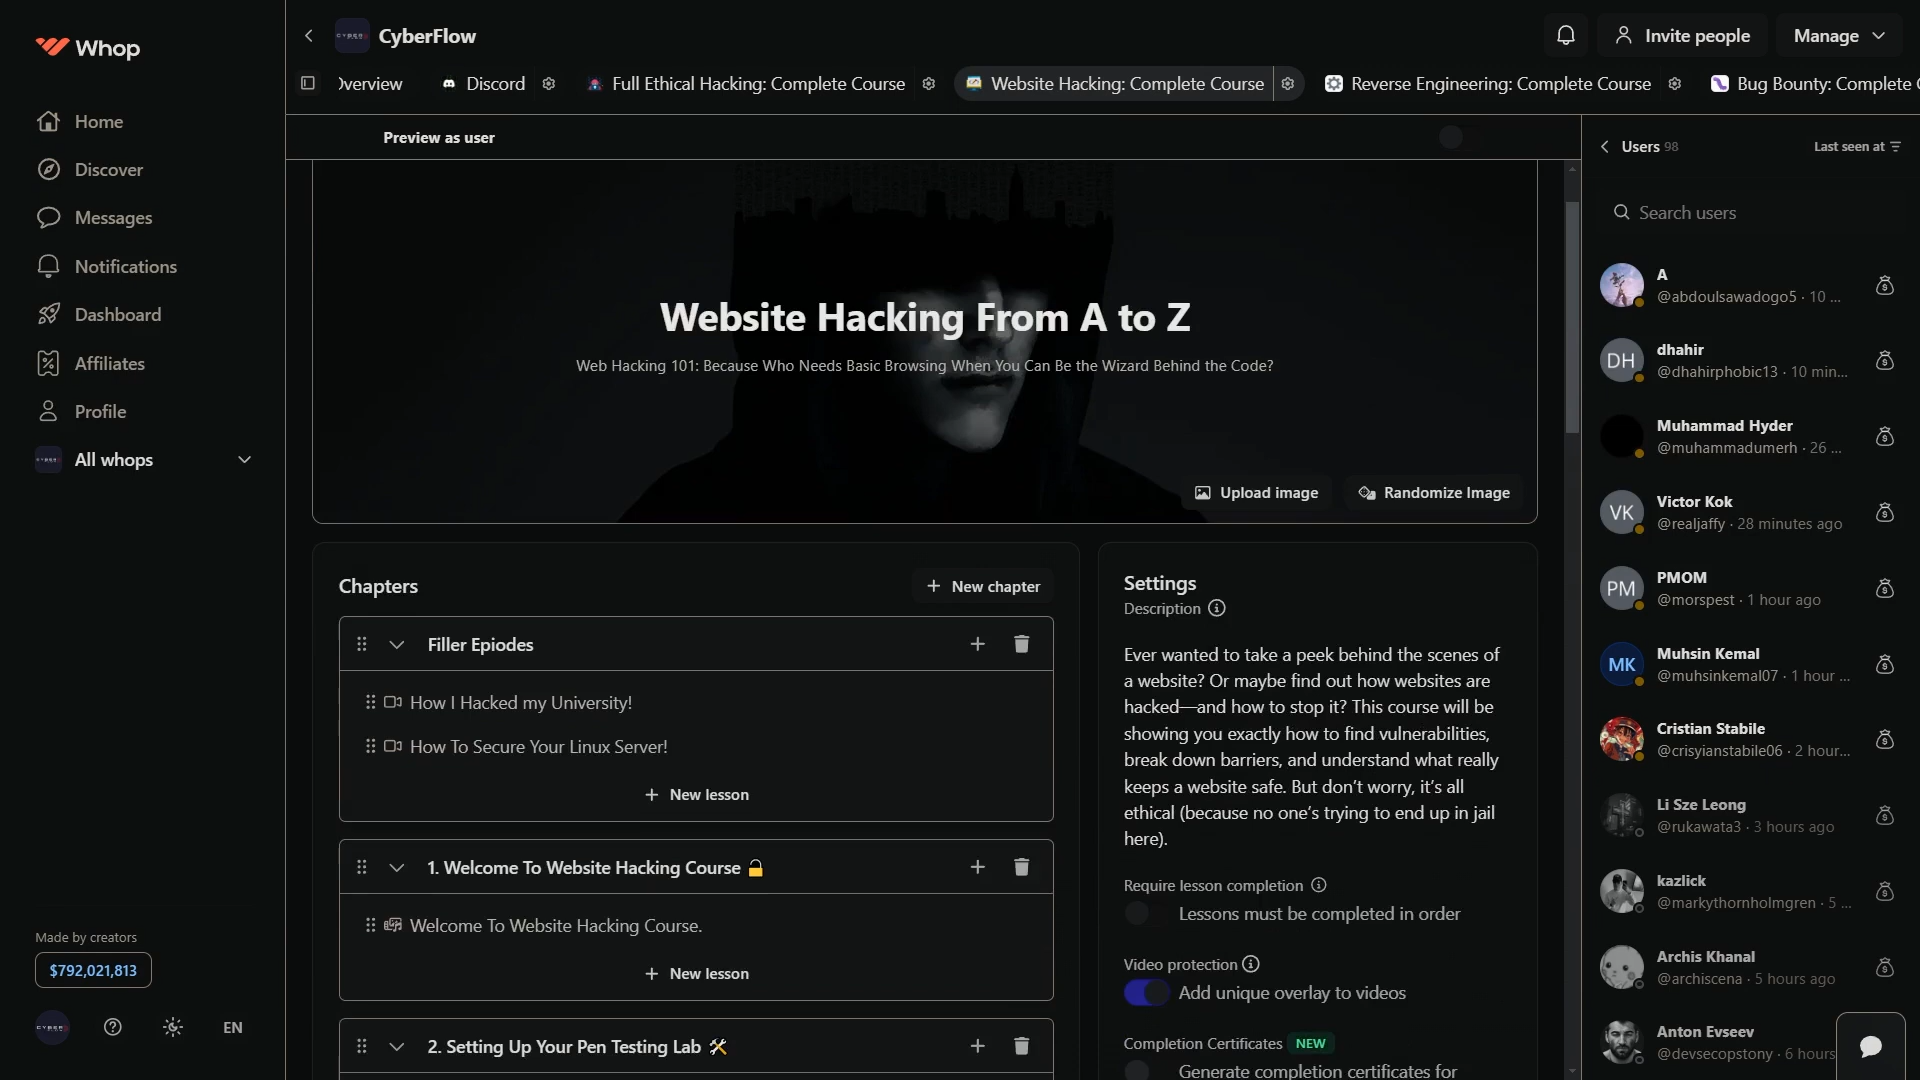 Whop
Home
Discover
Messages
Notifications
Dashboard
Affiliates
Profile
All whops
Made by creators
$792,021,813
EN
CyberFlow
Invite people
Manage
Overview
Discord
Full Ethical Hacking: Complete Course
Website Hacking: Complete Course
Reverse Engineering: Complete Course
Bug Bounty: Complete
Preview as user
Website Hacking From A to Z
Web Hacking 101: Because Who Needs Basic Browsing When You Can Be the Wizard Behind the Code?
Upload image
Randomize Image
Chapters
New chapter
Filler Epiodes
How I Hacked my University!
How To Secure Your Linux Server!
New lesson
1. Welcome To Website Hacking Course 🔓
Welcome To Website Hacking Course.
New lesson
2. Setting Up Your Pen Testing Lab 🛠
Settings
Description
Ever wanted to take a peek behind the scenes of
a website? Or maybe find out how websites are
hacked—and how to stop it? This course will be
showing you exactly how to find vulnerabilities,
break down barriers, and understand what really
keeps a website safe. But don’t worry, it’s all
ethical (because no one’s trying to end up in jail
here).
Require lesson completion
Lessons must be completed in order
Video protection
Add unique overlay to videos
Completion Certificates NEW
Generate completion certificates for
Users 98
Last seen at
Search users
A
@abdoulsawadogo5 · 10 ...
DH
dhahir
@dhahirphobic13 · 10 min...
Muhammad Hyder
@muhammadumerh · 26 ...
VK
Victor Kok
@realjaffy · 28 minutes ago
PM
PMOM
@morspest · 1 hour ago
MK
Muhsin Kemal
@muhsinkemal07 · 1 hour ...
Cristian Stabile
@crisyianstabile06 · 2 hour...
Li Sze Leong
@rukawata3 · 3 hours ago
kazlick
@markythornholmgren · 5 ...
Archis Khanal
@archiscena · 5 hours ago
Anton Evseev
@devsecopstony · 6 hours